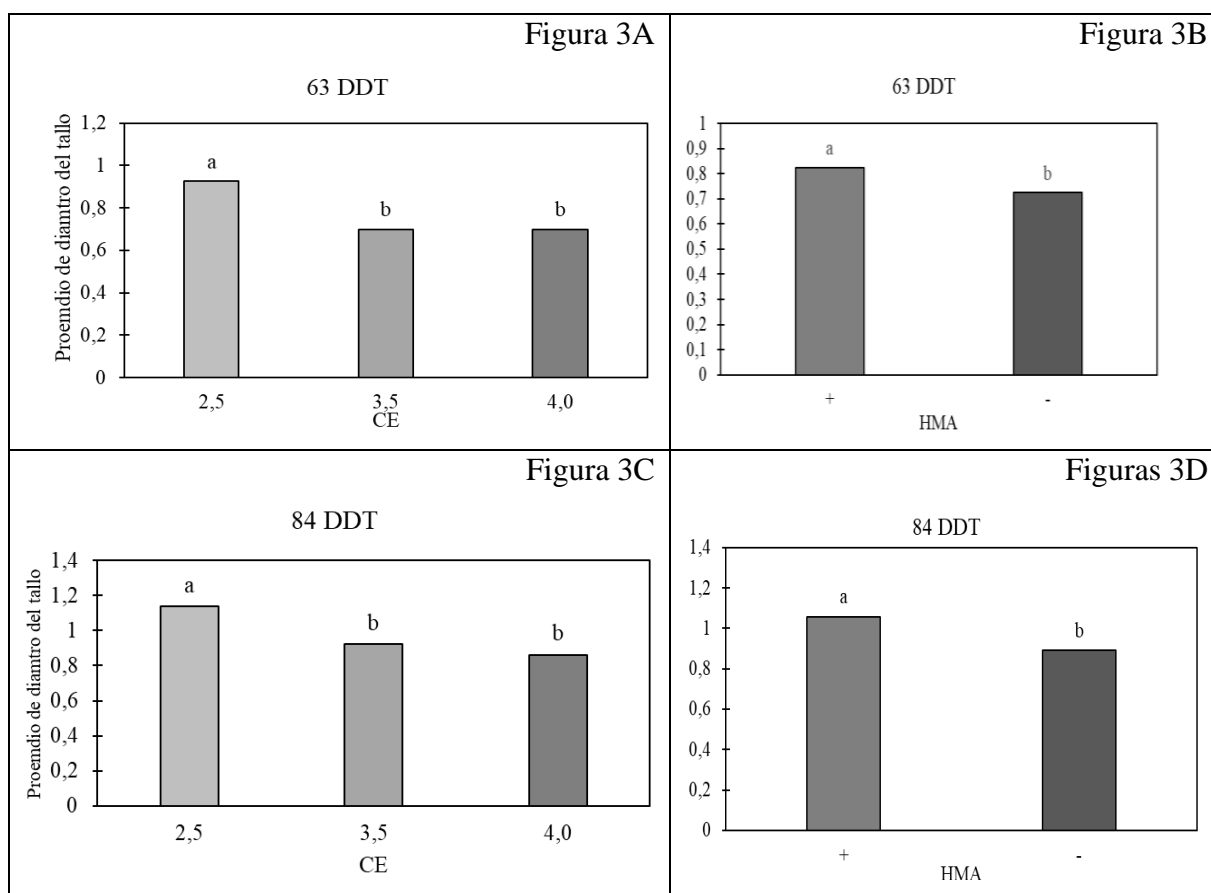 Figura 3A
63 DDT
Proemdio de diamtro del tallo
1,2
1
0,8
0,6
0,4
0,2
0
a
b
b
2,5
3,5
4,0
CE
Figura 3B
63 DDT
1
0,9
0,8
0,7
0,6
0,5
0,4
0,3
0,2
0,1
0
a
b
+
-
HMA
Figura 3C
84 DDT
Proemdio de diamtro del tallo
1,4
1,2
1
0,8
0,6
0,4
0,2
0
a
b
b
2,5
3,5
4,0
CE
Figuras 3D
84 DDT
1,4
1,2
1
0,8
0,6
0,4
0,2
0
a
b
+
-
HMA